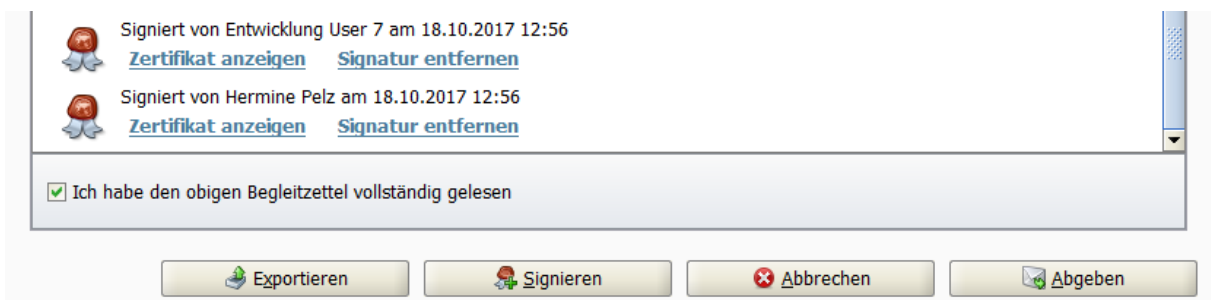 Signiert von Entwicklung User 7 am 18.10.2017 12:56
Zertifikat anzeigen Signatur entfernen
Signiert von Hermine Pelz am 18.10.2017 12:56
Zertifikat anzeigen Signatur entfernen
Ich habe den obigen Begleitzettel vollständig gelesen
Exportieren Signieren Abbrechen Abgeben